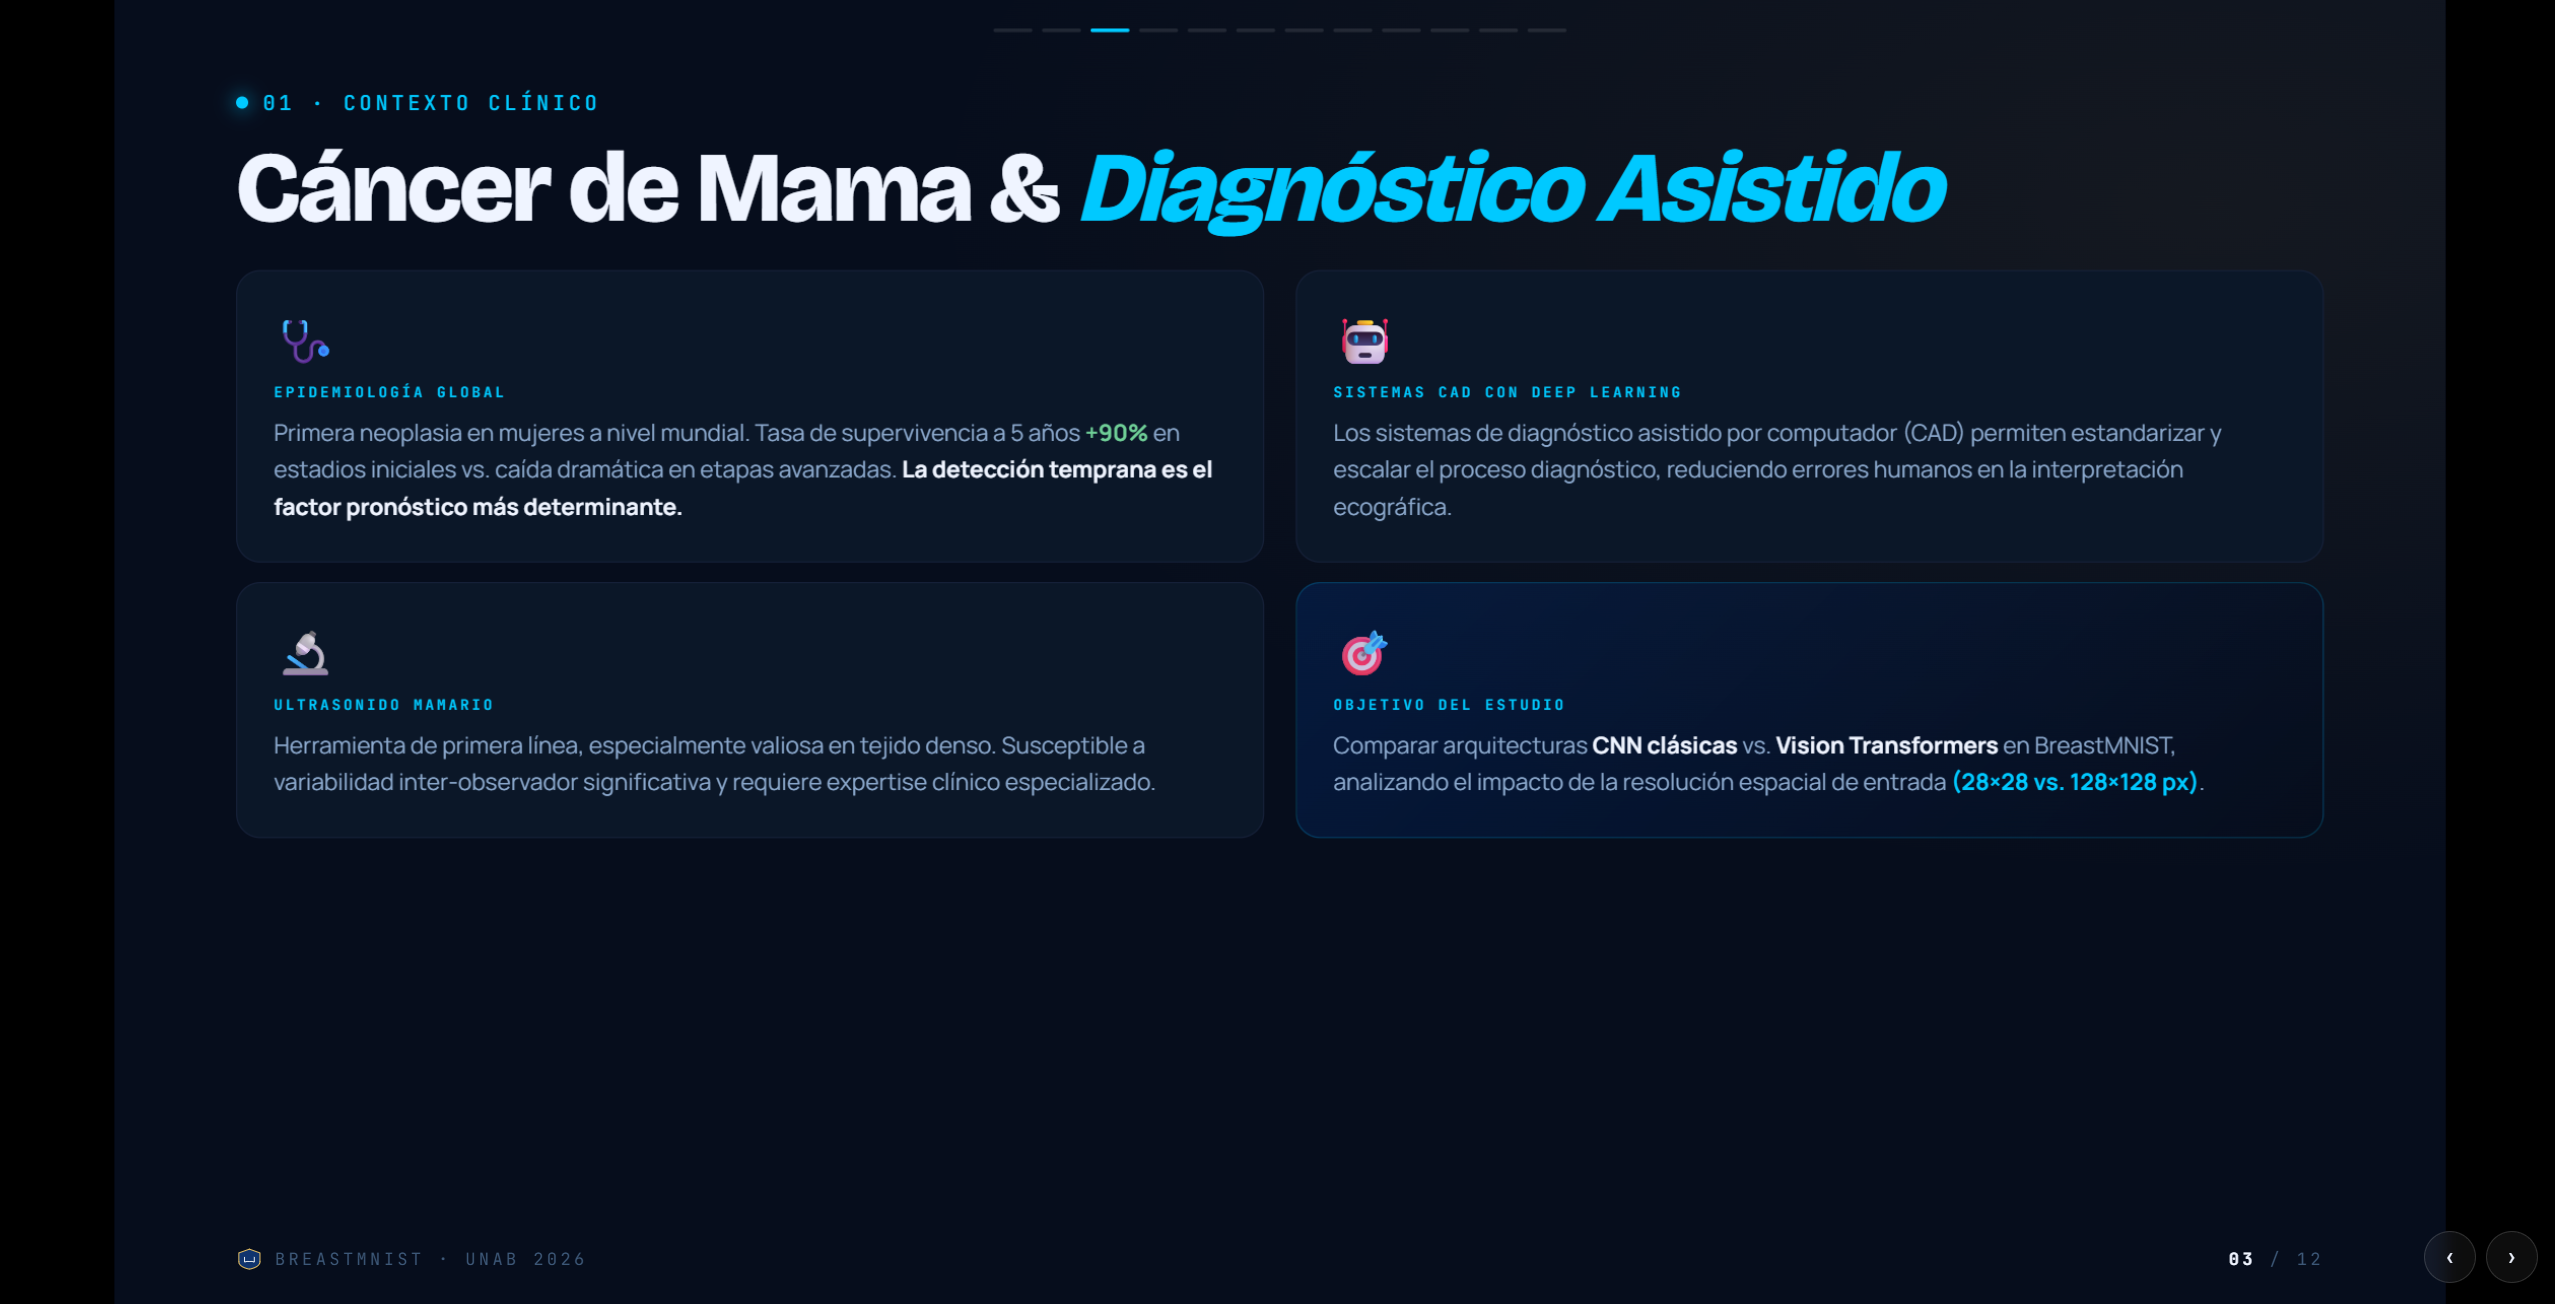 01 · CONTEXTO CLÍNICO
Cáncer de Mama & Diagnóstico Asistido
EPIDEMIOLOGÍA GLOBAL
Primera neoplasia en mujeres a nivel mundial. Tasa de supervivencia a 5 años +90% en
estadios iniciales vs. caída dramática en etapas avanzadas. La detección temprana es el
factor pronóstico más determinante.
SISTEMAS CAD CON DEEP LEARNING
Los sistemas de diagnóstico asistido por computador (CAD) permiten estandarizar y
escalar el proceso diagnóstico, reduciendo errores humanos en la interpretación
ecográfica.
ULTRASONIDO MAMARIO
Herramienta de primera línea, especialmente valiosa en tejido denso. Susceptible a
variabilidad inter-observador significativa y requiere expertise clínico especializado.
OBJETIVO DEL ESTUDIO
Comparar arquitecturas CNN clásicas vs. Vision Transformers en BreastMNIST,
analizando el impacto de la resolución espacial de entrada (28×28 vs. 128×128 px).
BREASTMNIST · UNAB 2026
03 / 12